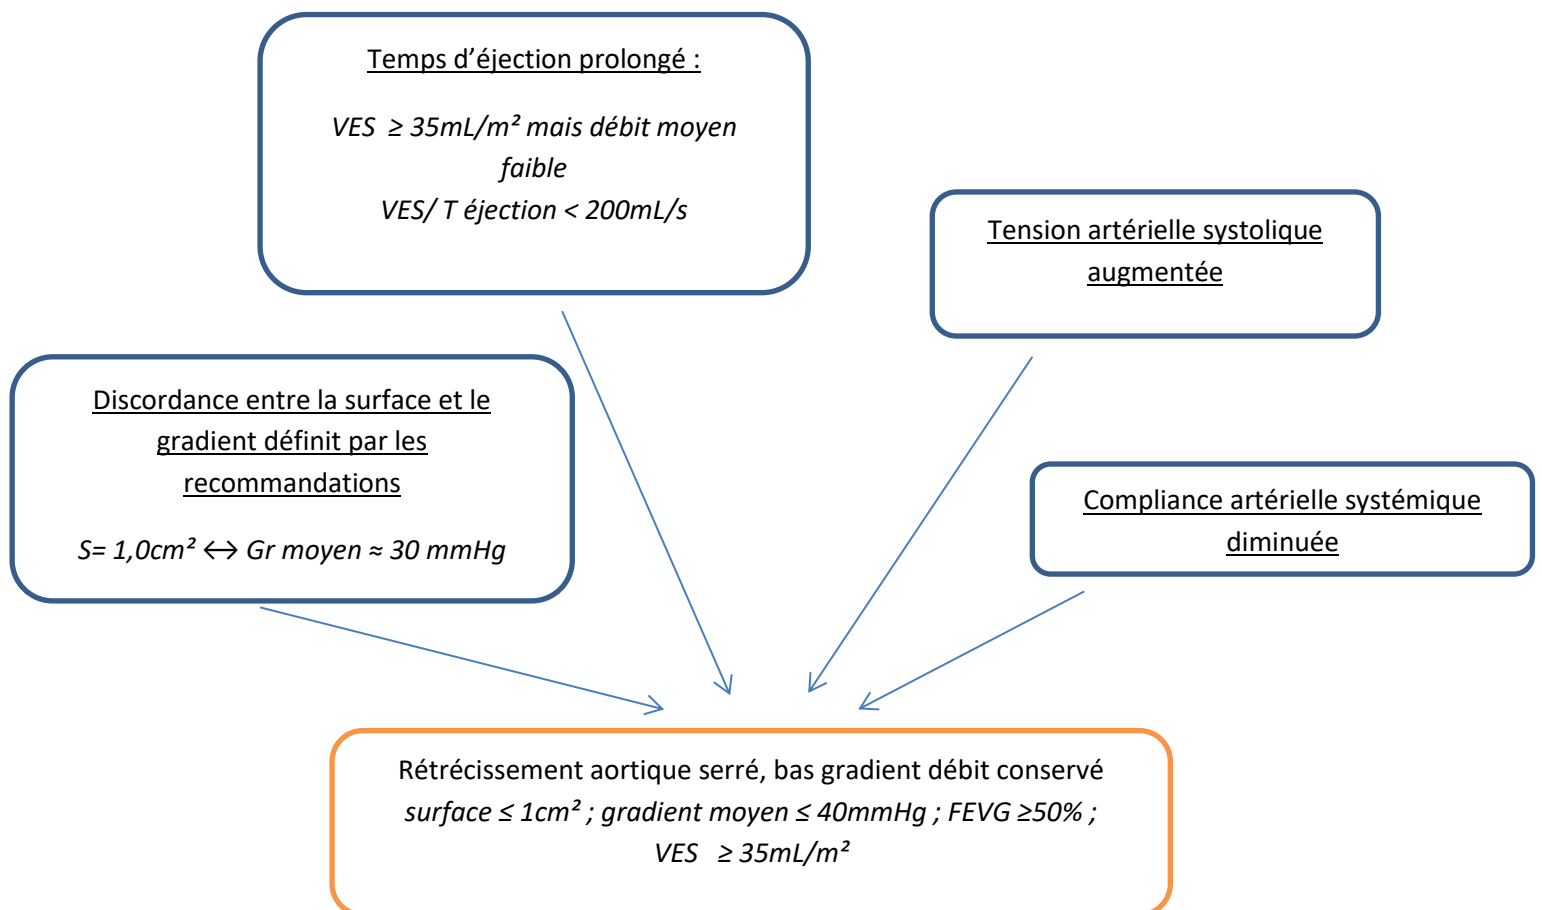 Temps d’éjection prolongé :
VES ≥ 35mL/m² mais débit moyen
faible
VES/ T éjection < 200mL/s
Tension artérielle systolique
augmentée
Discordance entre la surface et le
gradient définit par les
recommandations
S= 1,0cm² ↔ Gr moyen ≈ 30 mmHg
Compliance artérielle systémique
diminuée
Rétrécissement aortique serré, bas gradient débit conservé
surface ≤ 1cm² ; gradient moyen ≤ 40mmHg ; FEVG ≥50% ;
VES ≥ 35mL/m²